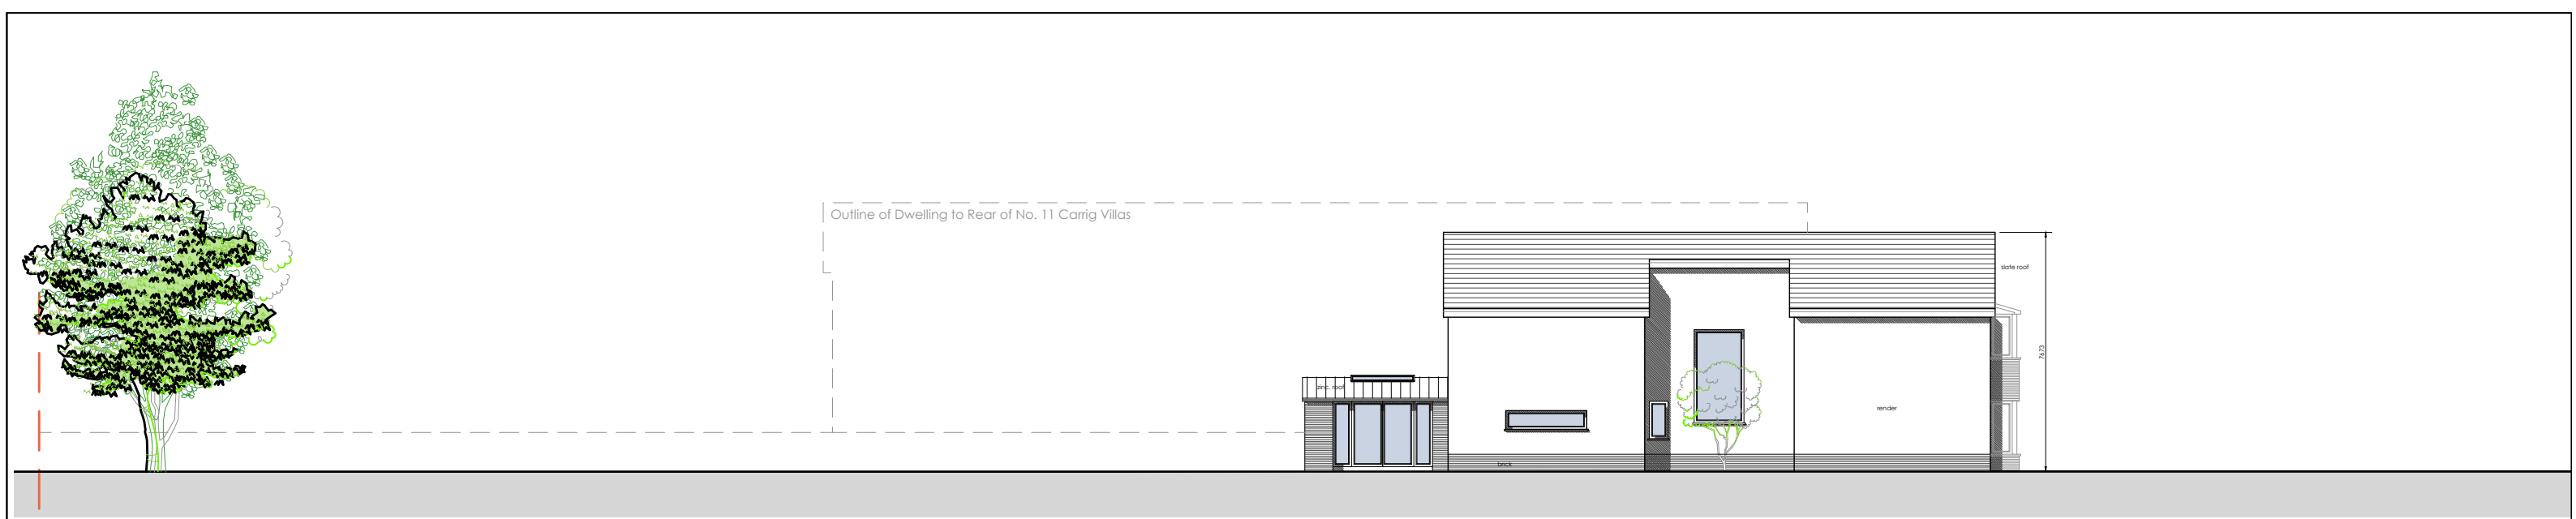 Outline of Dwelling to Rear of No. 11 Carrig Villas
slate roof
7673
zinc. roof
render
brick